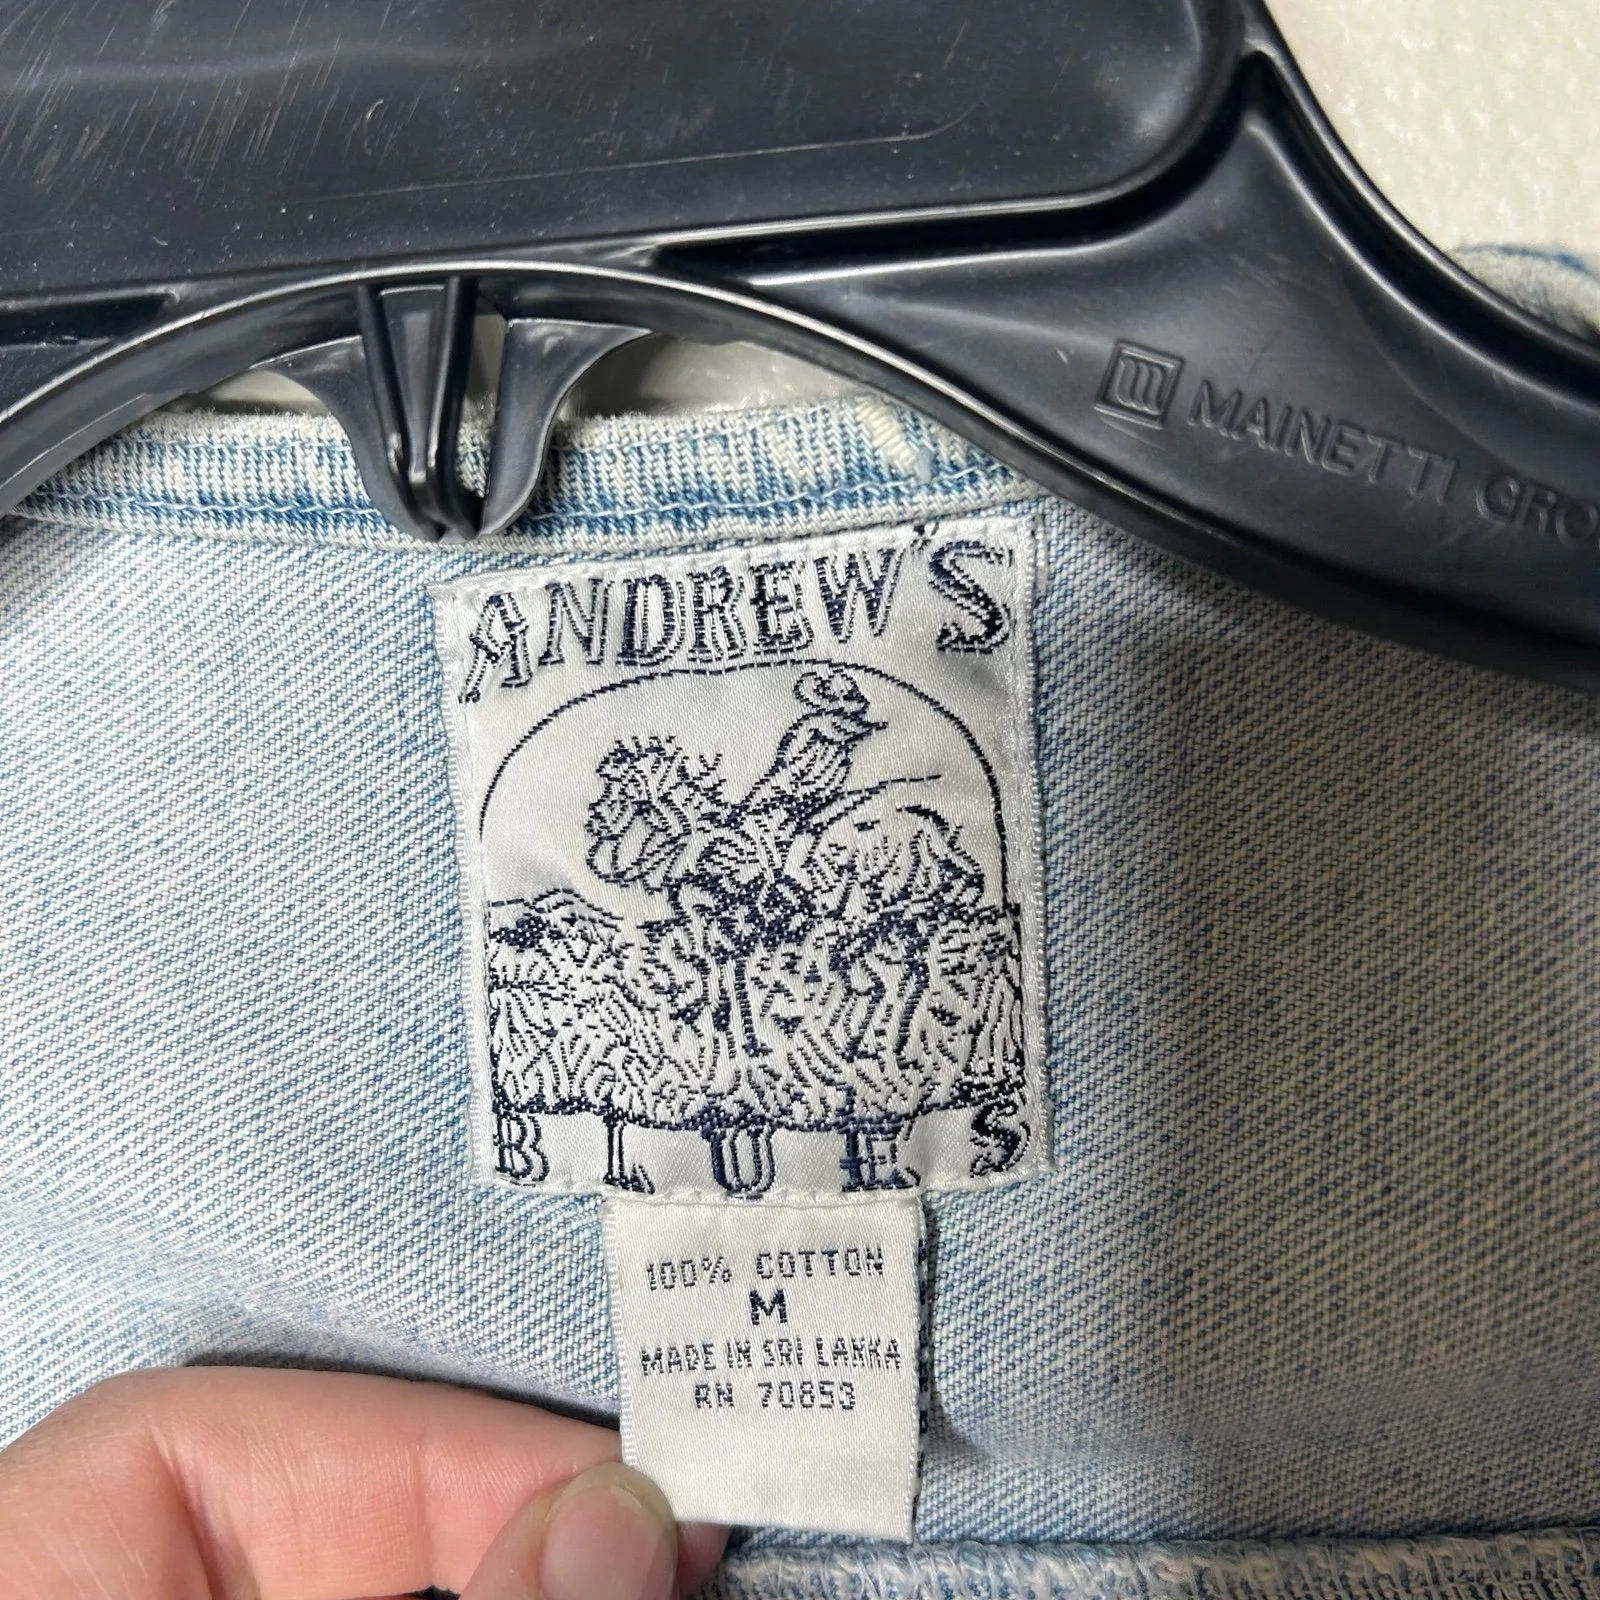 MAINETTI GRO
ANDREW'S
BLUES
100% COTTON
M
MADE IN SRI LANKA
RN 70853